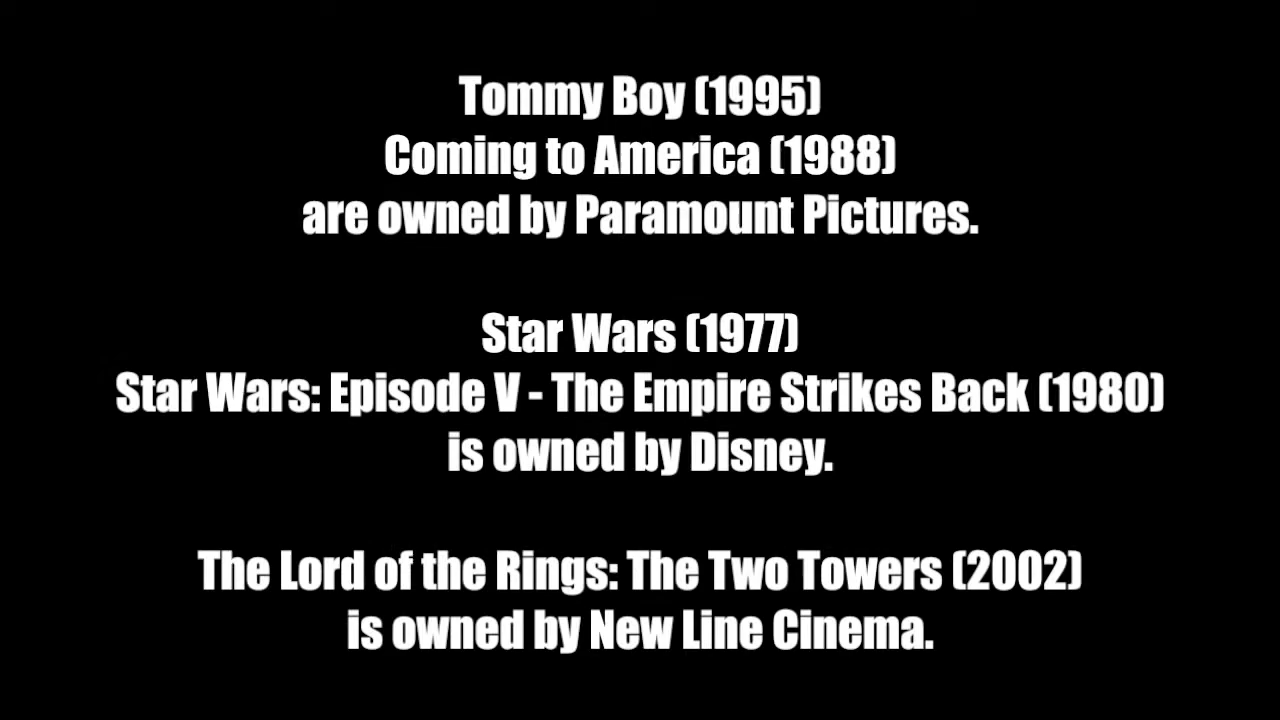 Tommy Boy (1995)
Coming to America (1988)
are owned by Paramount Pictures.
Star Wars (1977)
Star Wars: Episode V - The Empire Strikes Back (1980)
is owned by Disney.
The Lord of the Rings: The Two Towers (2002)
is owned by New Line Cinema.